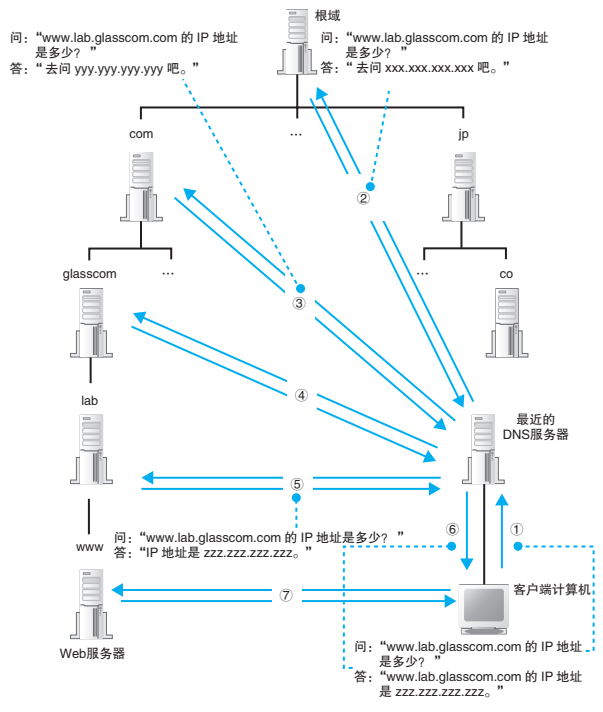 根域
问：“www.lab.glasscom.com 的 IP 地址
是多少？”
答：“去问 yyy.yyy.yyy.yyy 吧。”
问：“www.lab.glasscom.com 的 IP 地址
是多少？”
答：“去问 xxx.xxx.xxx.xxx 吧。”
com
…
jp
②
glasscom
…
…
co
③
④
lab
最近的
DNS服务器
⑤
问：“www.lab.glasscom.com 的 IP 地址是多少？”
答：“IP 地址是 zzz.zzz.zzz.zzz。”
⑥
①
www
⑦
客户端计算机
Web服务器
问：“www.lab.glasscom.com 的 IP 地址
是多少？”
答：“www.lab.glasscom.com 的 IP 地址
是 zzz.zzz.zzz.zzz。”